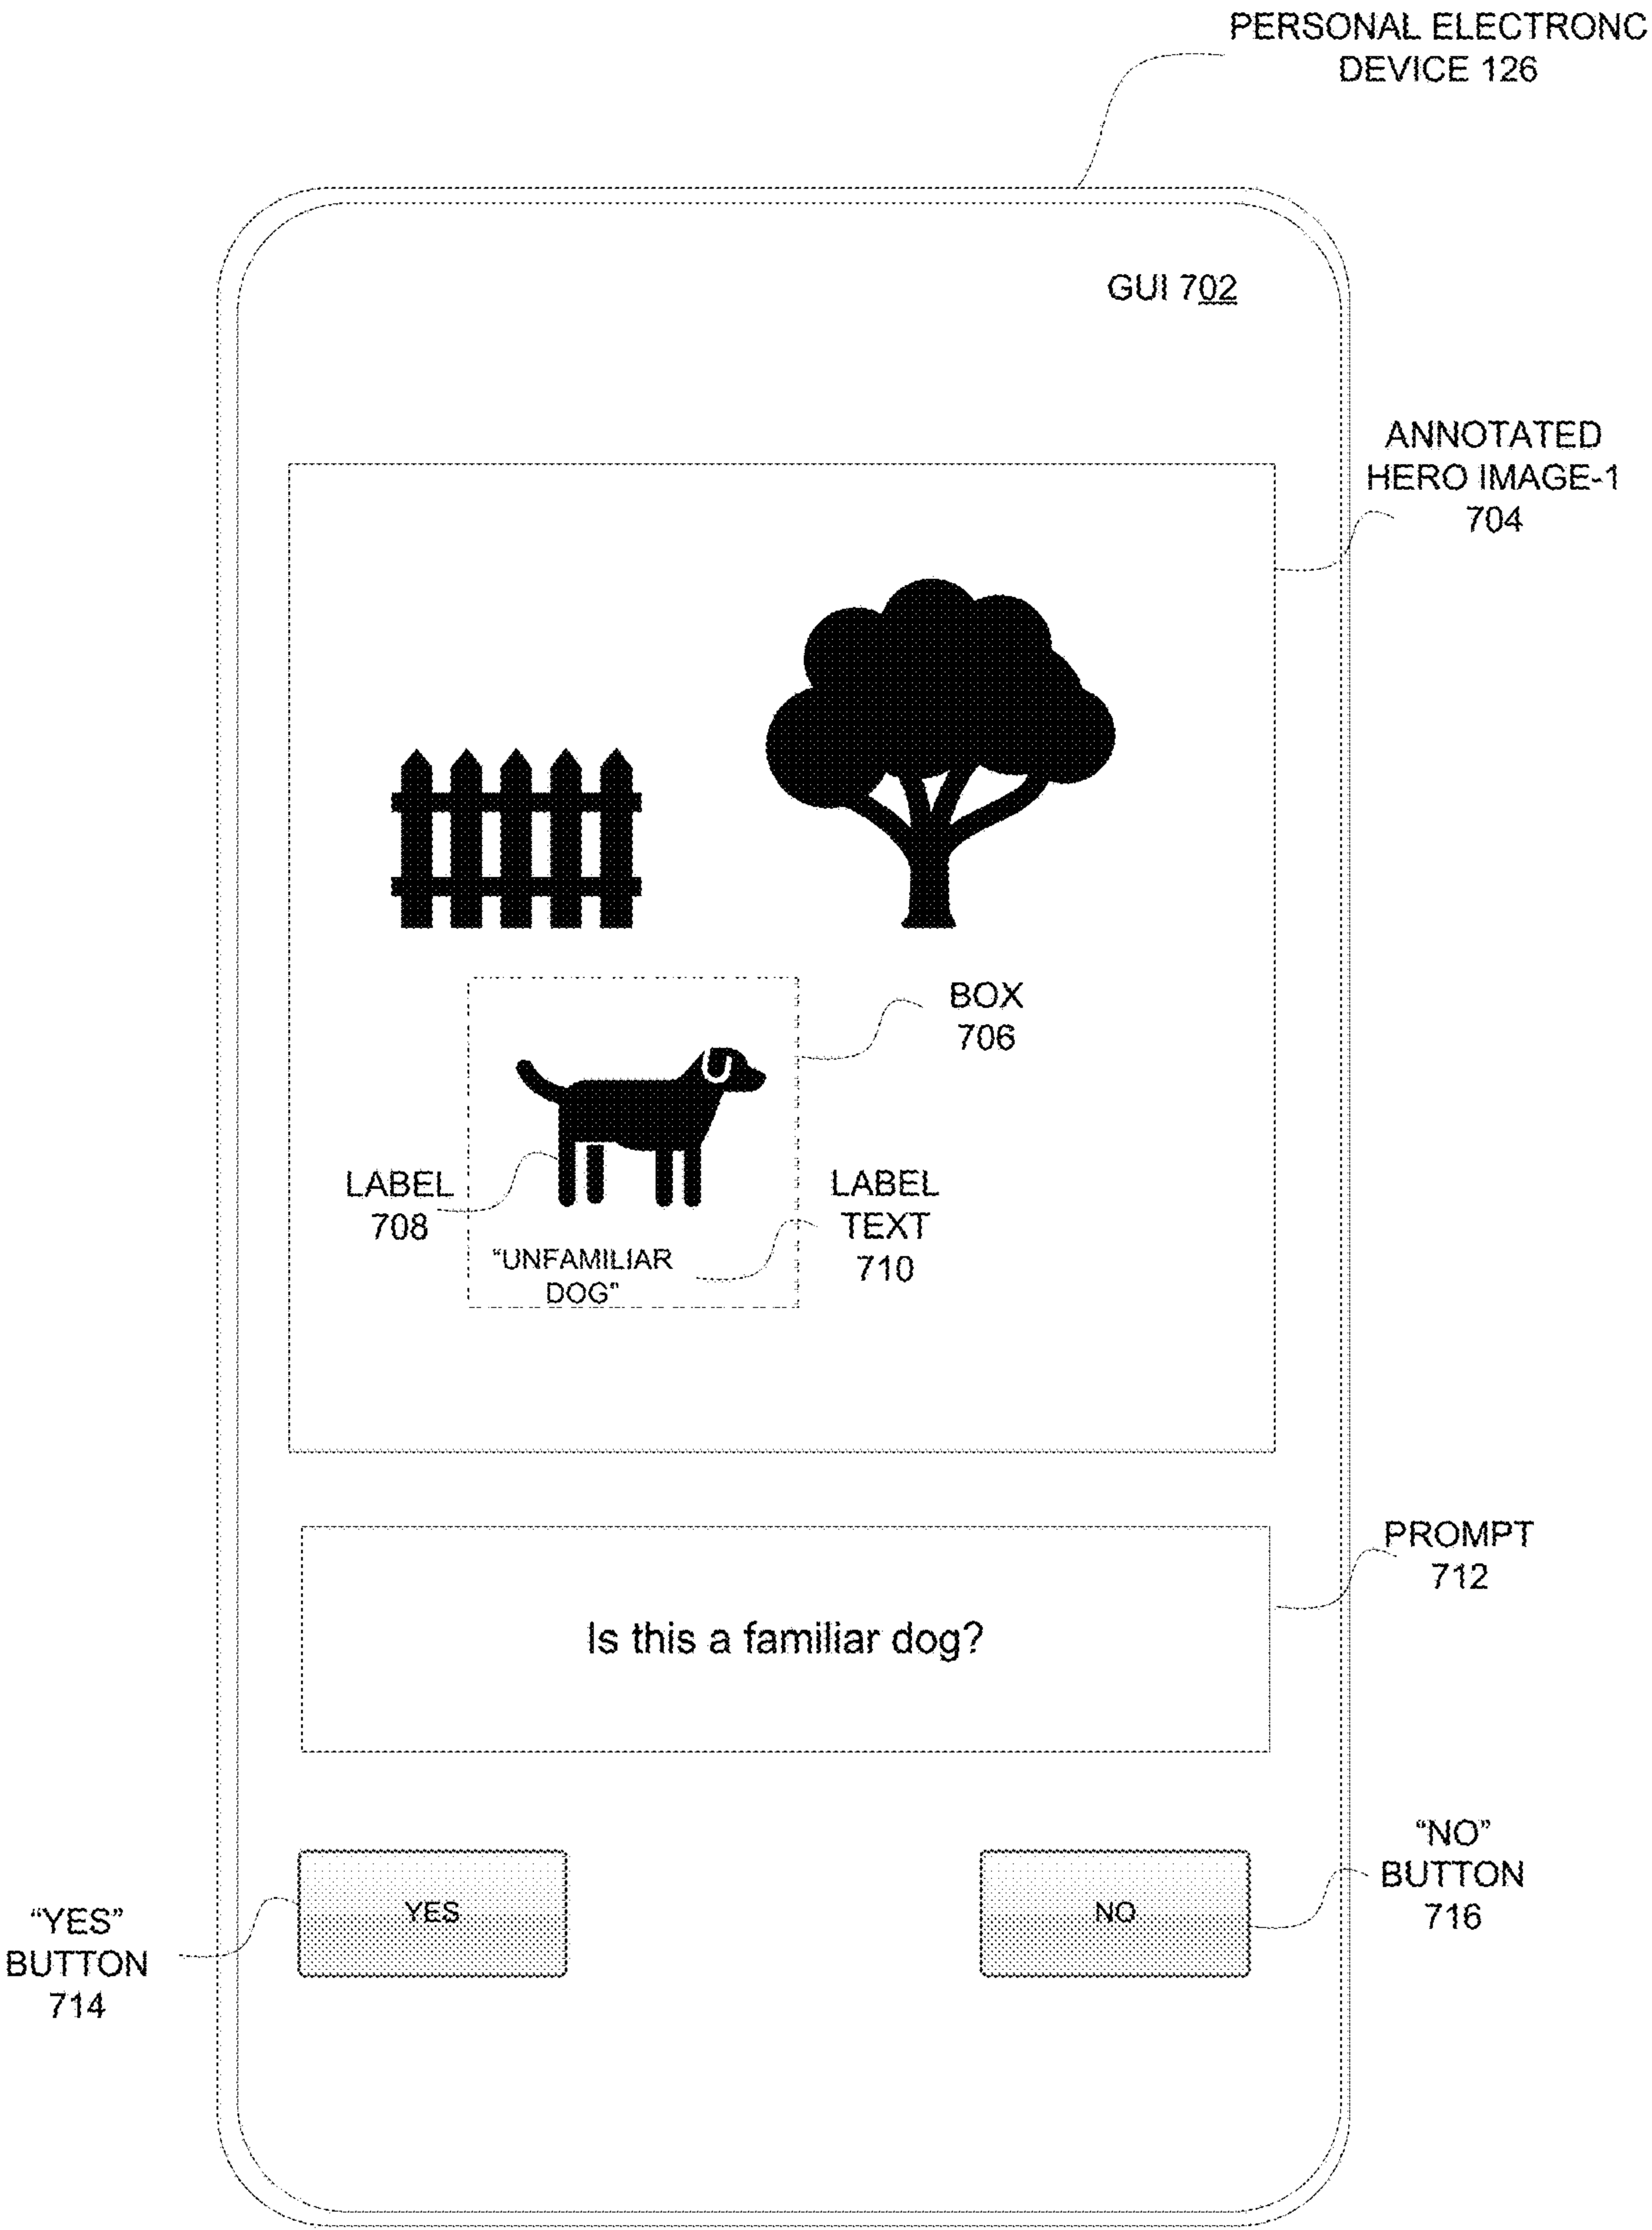 PERSONAL ELECTRONC
DEVICE 126
GUI 702
ANNOTATED
HERO IMAGE-1
704
BOX
706
LABEL
708
LABEL
TEXT
710
"UNFAMILIAR
DOG"
PROMPT
712
Is this a familiar dog?
"NO"
BUTTON
716
YES
NO
"YES"
BUTTON
714